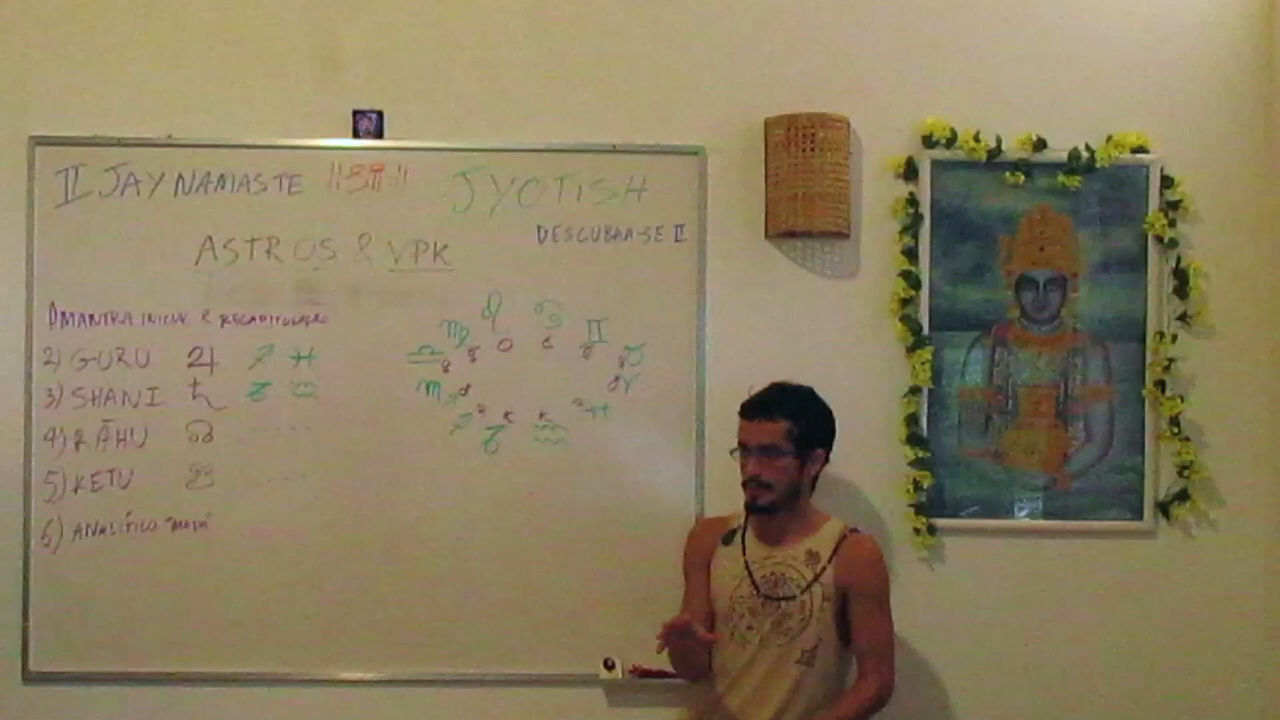 II JAY NAMASTE ॥ॐ॥ JYOTISH
DESCUBRA-SE II
ASTROS & VPK
1) MANTRA INICIAL & RECAPITULAÇÃO
2) GURU ♃ ♐ ♓
3) SHANI ♄ ♑ ♒
4) RĀHU ☊ ......
5) KETU ☋ ......
6) ANALÍTICO "MAPA"
♌ ♋
♍ ♊
♎ ♉
♏ ♈
♐ ♑ ♒ ♓